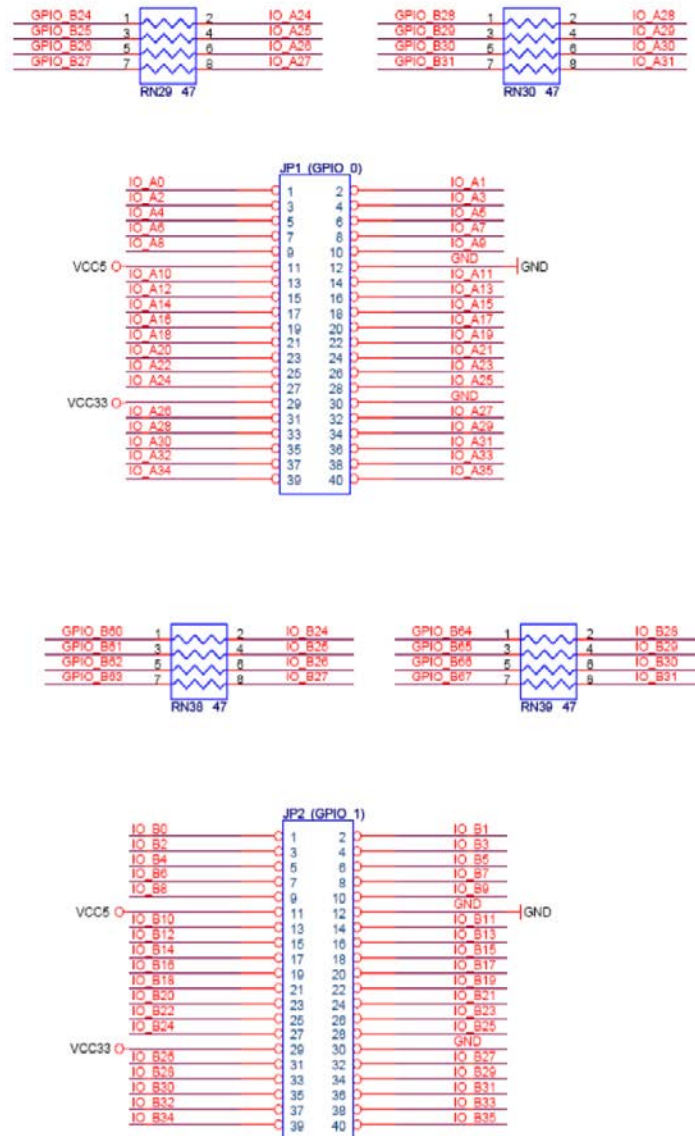 GPIO_B24 1 2 IO_A24 GPIO_B28 1 2 IO_A28
GPIO_B25 3 4 IO_A25 GPIO_B29 3 4 IO_A29
GPIO_B26 5 6 IO_A26 GPIO_B30 5 6 IO_A30
GPIO_B27 7 8 IO_A27 GPIO_B31 7 8 IO_A31
RN29 47 RN30 47
JP1 (GPIO_0)
IO_A0 1 2 IO_A1
IO_A2 3 4 IO_A3
IO_A4 5 6 IO_A5
IO_A6 7 8 IO_A7
IO_A8 9 10 IO_A9
VCC5 11 12 GND GND
IO_A10 13 14 IO_A11
IO_A12 15 16 IO_A13
IO_A14 17 18 IO_A15
IO_A16 19 20 IO_A17
IO_A18 21 22 IO_A19
IO_A20 23 24 IO_A21
IO_A22 25 26 IO_A23
IO_A24 27 28 IO_A25
VCC33 29 30 GND
IO_A26 31 32 IO_A27
IO_A28 33 34 IO_A29
IO_A30 35 36 IO_A31
IO_A32 37 38 IO_A33
IO_A34 39 40 IO_A35
GPIO_B60 1 2 IO_B24 GPIO_B64 1 2 IO_B28
GPIO_B61 3 4 IO_B25 GPIO_B65 3 4 IO_B29
GPIO_B62 5 6 IO_B26 GPIO_B66 5 6 IO_B30
GPIO_B63 7 8 IO_B27 GPIO_B67 7 8 IO_B31
RN38 47 RN39 47
JP2 (GPIO_1)
IO_B0 1 2 IO_B1
IO_B2 3 4 IO_B3
IO_B4 5 6 IO_B5
IO_B6 7 8 IO_B7
IO_B8 9 10 IO_B9
VCC5 11 12 GND GND
IO_B10 13 14 IO_B11
IO_B12 15 16 IO_B13
IO_B14 17 18 IO_B15
IO_B16 19 20 IO_B17
IO_B18 21 22 IO_B19
IO_B20 23 24 IO_B21
IO_B22 25 26 IO_B23
IO_B24 27 28 IO_B25
VCC33 29 30 GND
IO_B26 31 32 IO_B27
IO_B28 33 34 IO_B29
IO_B30 35 36 IO_B31
IO_B32 37 38 IO_B33
IO_B34 39 40 IO_B35